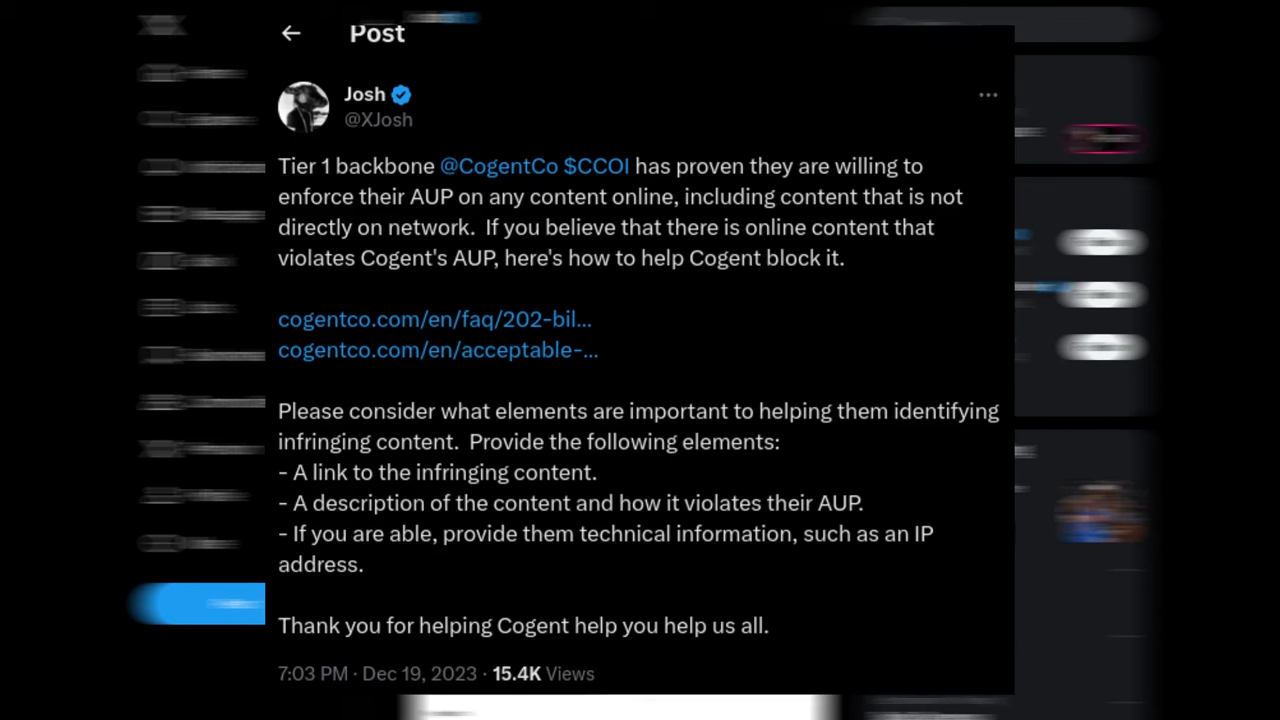 Post
Josh
@XJosh
Tier 1 backbone @CogentCo $CCOI has proven they are willing to
enforce their AUP on any content online, including content that is not
directly on network.  If you believe that there is online content that
violates Cogent's AUP, here's how to help Cogent block it.
cogentco.com/en/faq/202-bil...
cogentco.com/en/acceptable-...
Please consider what elements are important to helping them identifying
infringing content.  Provide the following elements:
- A link to the infringing content.
- A description of the content and how it violates their AUP.
- If you are able, provide them technical information, such as an IP
address.
Thank you for helping Cogent help you help us all.
7:03 PM · Dec 19, 2023 · 15.4K Views